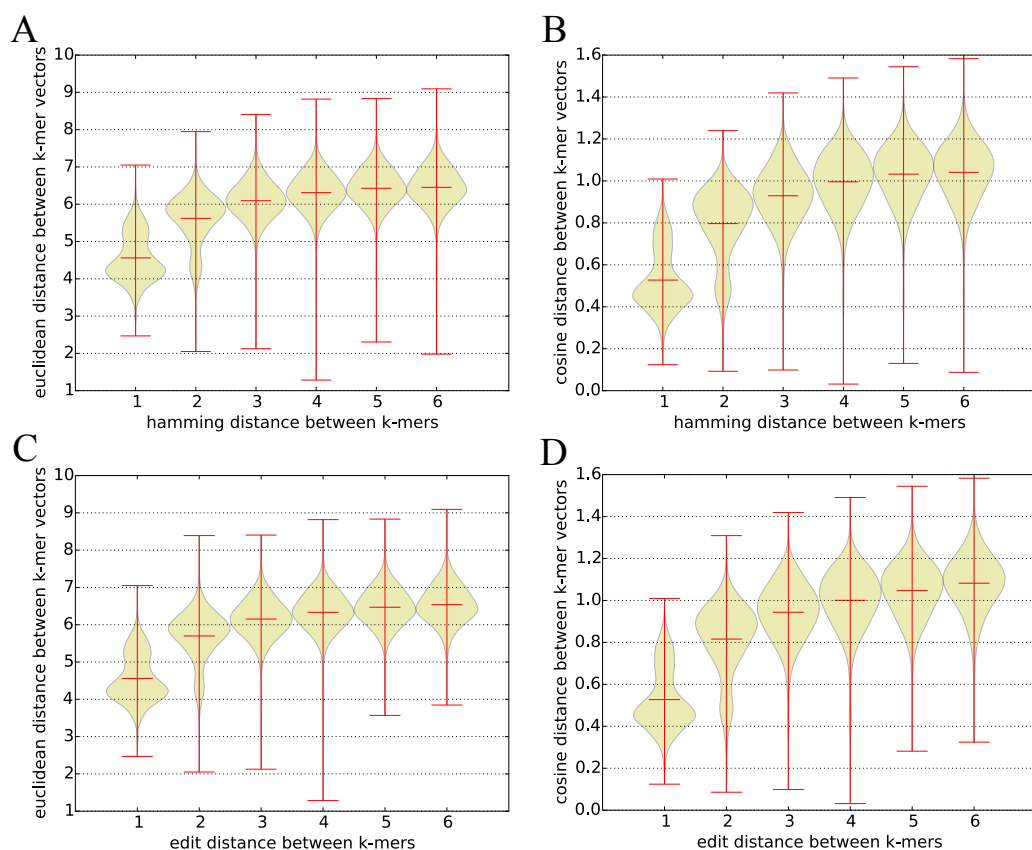 A
euclidean distance between k-mer vectors
10
9
8
7
6
5
4
3
2
1
1 2 3 4 5 6
hamming distance between k-mers
B
cosine distance between k-mer vectors
1.6
1.4
1.2
1.0
0.8
0.6
0.4
0.2
0.0
1 2 3 4 5 6
hamming distance between k-mers
C
euclidean distance between k-mer vectors
10
9
8
7
6
5
4
3
2
1
1 2 3 4 5 6
edit distance between k-mers
D
cosine distance between k-mer vectors
1.6
1.4
1.2
1.0
0.8
0.6
0.4
0.2
0.0
1 2 3 4 5 6
edit distance between k-mers